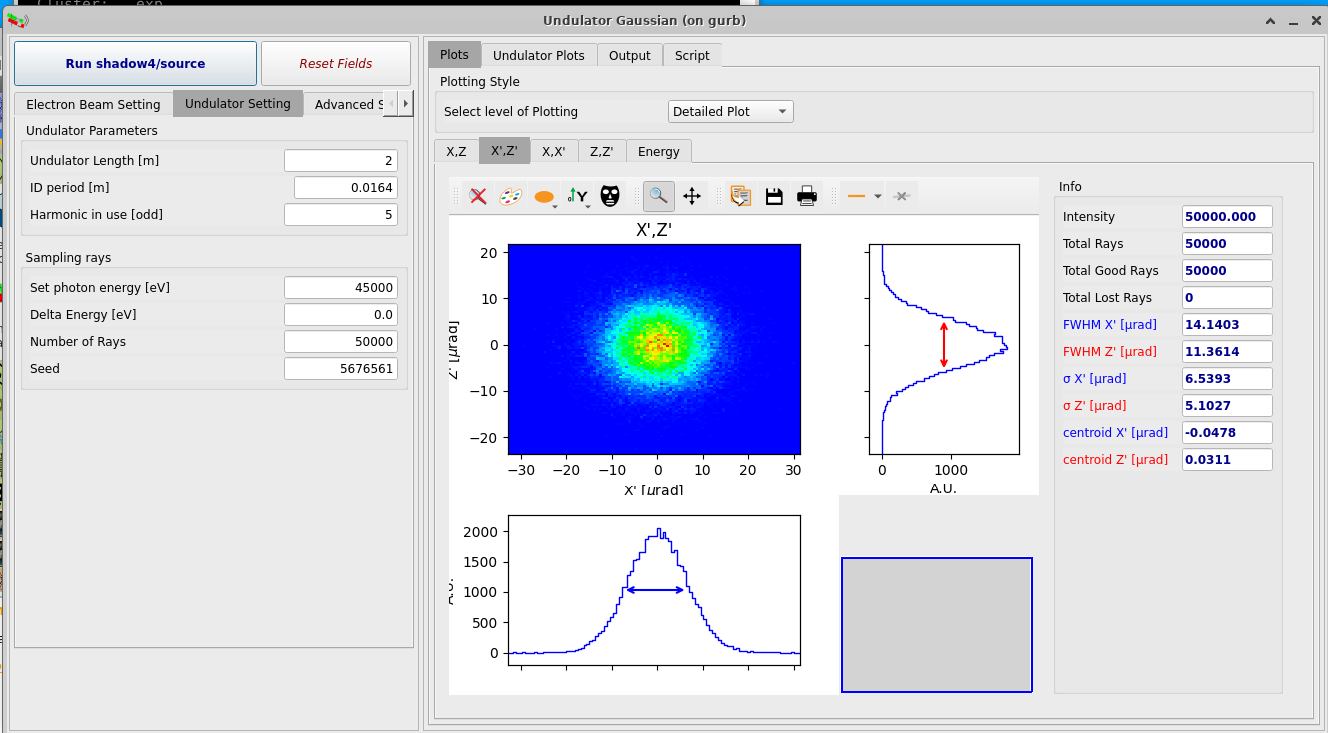 Cluster: exp
Undulator Gaussian (on gurb)
Run shadow4/source
Reset Fields
Electron Beam Setting
Undulator Setting
Advanced S
Undulator Parameters
Undulator Length [m] 2
ID period [m] 0.0164
Harmonic in use [odd] 5
Sampling rays
Set photon energy [eV] 45000
Delta Energy [eV] 0.0
Number of Rays 50000
Seed 5676561
Plots
Undulator Plots
Output
Script
Plotting Style
Select level of Plotting Detailed Plot
X,Z
X',Z'
X,X'
Z,Z'
Energy
Y
X',Z'
20
10
0
−10
−20
Z' [μrad]
−30 −20 −10 0 10 20 30
X' [μrad]
0 1000
A.U.
2000
1500
1000
500
0
A.U.
Info
Intensity 50000.000
Total Rays 50000
Total Good Rays 50000
Total Lost Rays 0
FWHM X' [μrad] 14.1403
FWHM Z' [μrad] 11.3614
σ X' [μrad] 6.5393
σ Z' [μrad] 5.1027
centroid X' [μrad] -0.0478
centroid Z' [μrad] 0.0311